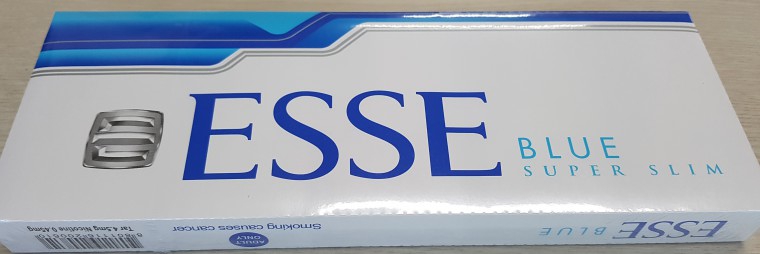 ESSE
BLUE
SUPER SLIM
ESSE BLUE
ADULT
ONLY
Smoking causes cancer
Tar 4.5mg Nicotine 0.45mg